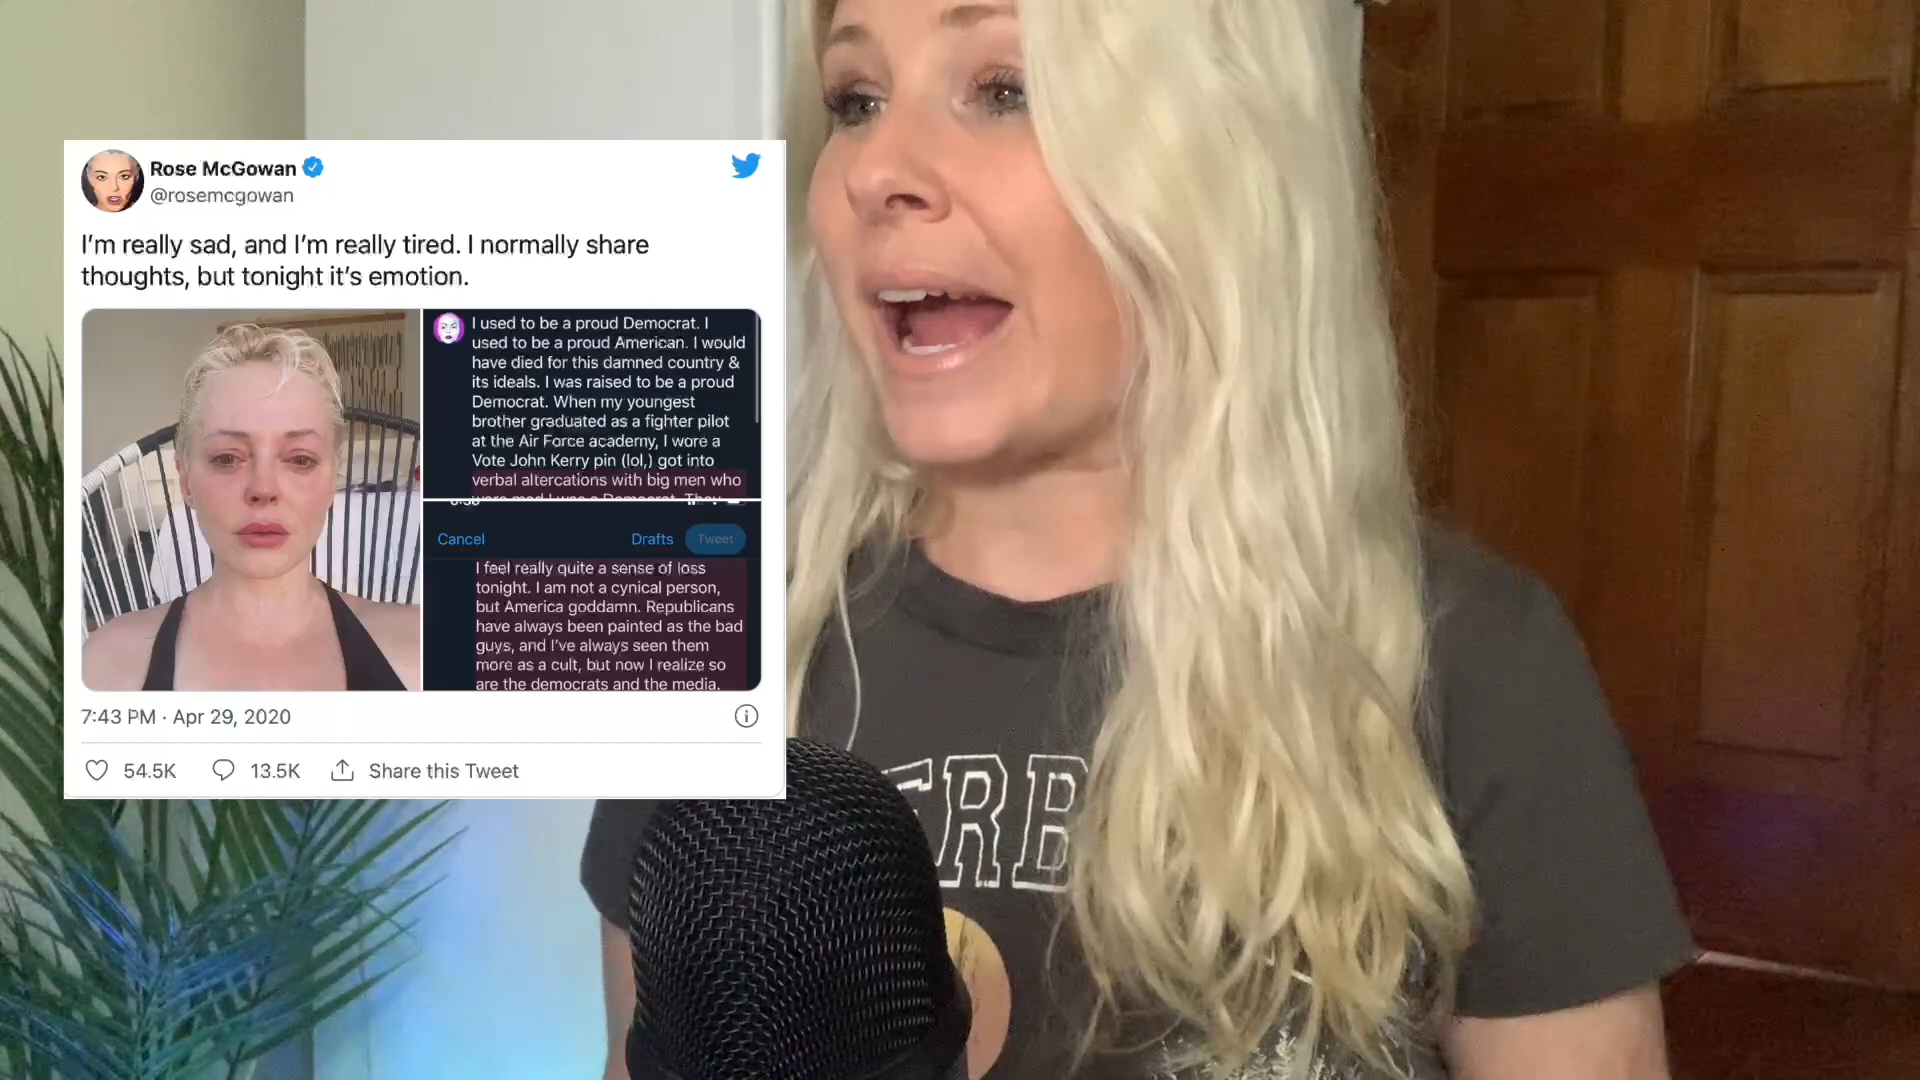 Rose McGowan
@rosemcgowan
I'm really sad, and I'm really tired. I normally share
thoughts, but tonight it's emotion.
I used to be a proud Democrat. I
used to be a proud American. I would
have died for this damned country &
its ideals. I was raised to be a proud
Democrat. When my youngest
brother graduated as a fighter pilot
at the Air Force academy, I wore a
Vote John Kerry pin (lol,) got into
verbal altercations with big men who
were mad I was a Democrat. They
Cancel
Drafts
Tweet
I feel really quite a sense of loss
tonight. I am not a cynical person,
but America goddamn. Republicans
have always been painted as the bad
guys, and I've always seen them
more as a cult, but now I realize so
are the democrats and the media.
7:43 PM · Apr 29, 2020
54.5K
13.5K
Share this Tweet
ERB